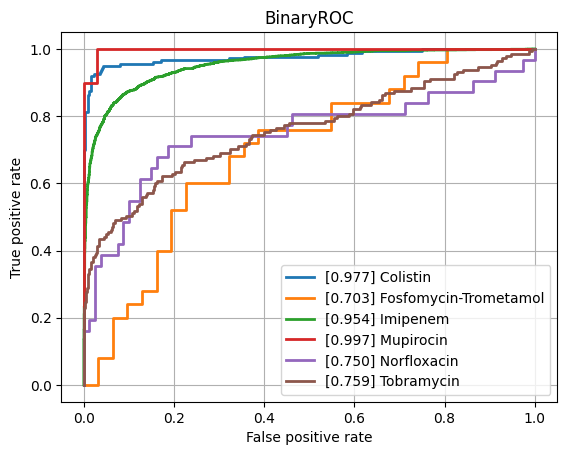 BinaryROC
True positive rate
1.0
0.8
0.6
0.4
0.2
0.0
[0.977] Colistin
[0.703] Fosfomycin-Trometamol
[0.954] Imipenem
[0.997] Mupirocin
[0.750] Norfloxacin
[0.759] Tobramycin
0.0 0.2 0.4 0.6 0.8 1.0
False positive rate